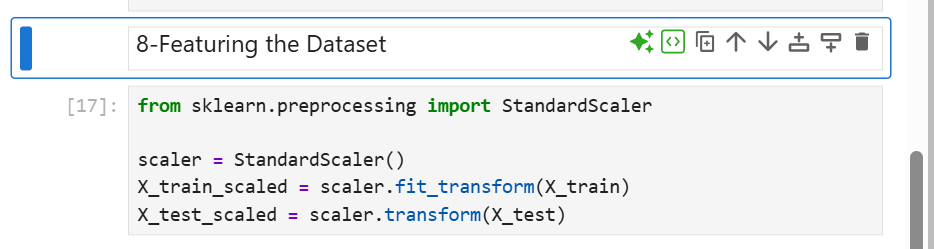 8-Featuring the Dataset
[17]:
from sklearn.preprocessing import StandardScaler
scaler = StandardScaler()
X_train_scaled = scaler.fit_transform(X_train)
X_test_scaled = scaler.transform(X_test)